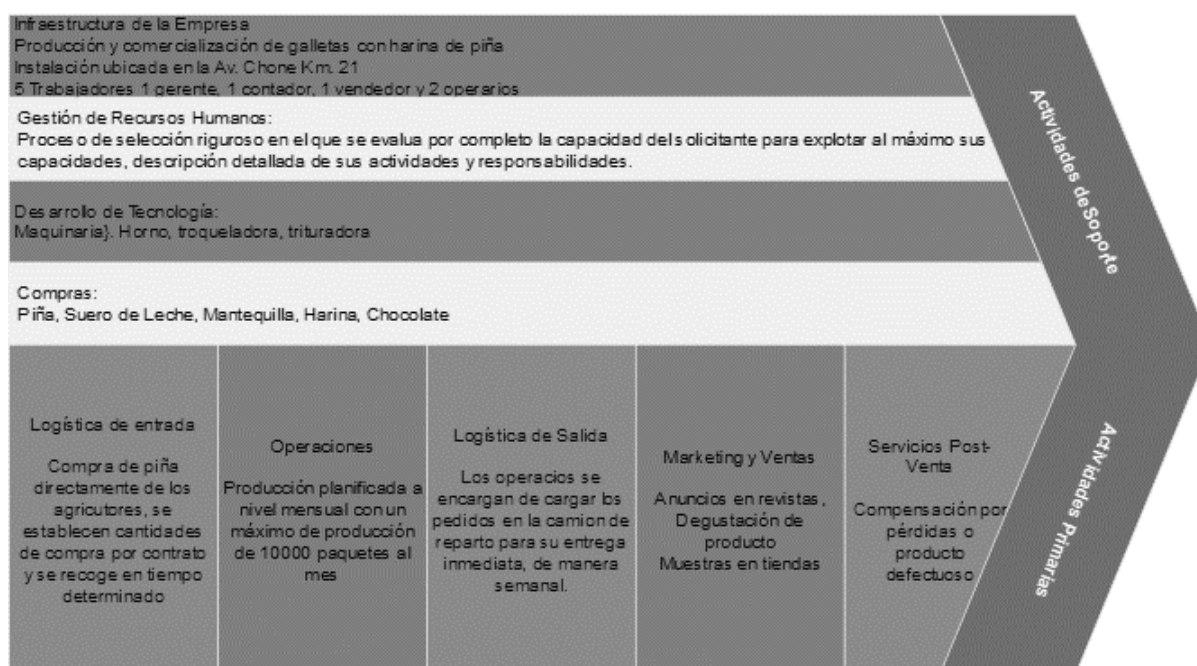 Infraestructura de la Empresa
Producción y comercialización de galletas con harina de piña
Instalación ubicada en la Av. Chone Km. 21
5 Trabajadores 1 gerente, 1 contador, 1 vendedor y 2 operarios
Gestión de Recursos Humanos:
Proceso de selección riguroso en el que se evalua por completo la capacidad del solicitante para explotar al máximo sus
capacidades, descripción detallada de sus actividades y responsabilidades.
Desarrollo de Tecnología:
Maquinaria}. Horno, troqueladora, trituradora
Compras:
Piña, Suero de Leche, Mantequilla, Harina, Chocolate
Actividades de Soporte
Logística de entrada
Compra de piña
directamente de los
agricutores, se
establecen cantidades
de compra por contrato
y se recoge en tiempo
determinado
Operaciones
Producción planificada a
nivel mensual con un
máximo de producción
de 10000 paquetes al
mes
Logística de Salida
Los operacios se
encargan de cargar los
pedidos en la camion de
reparto para su entrega
inmediata, de manera
semanal.
Marketing y Ventas
Anuncios en revistas,
Degustación de
producto
Muestras en tiendas
Servicios Post-
Venta
Compensación por
pérdidas o
producto
defectuoso
Actividades Primarias